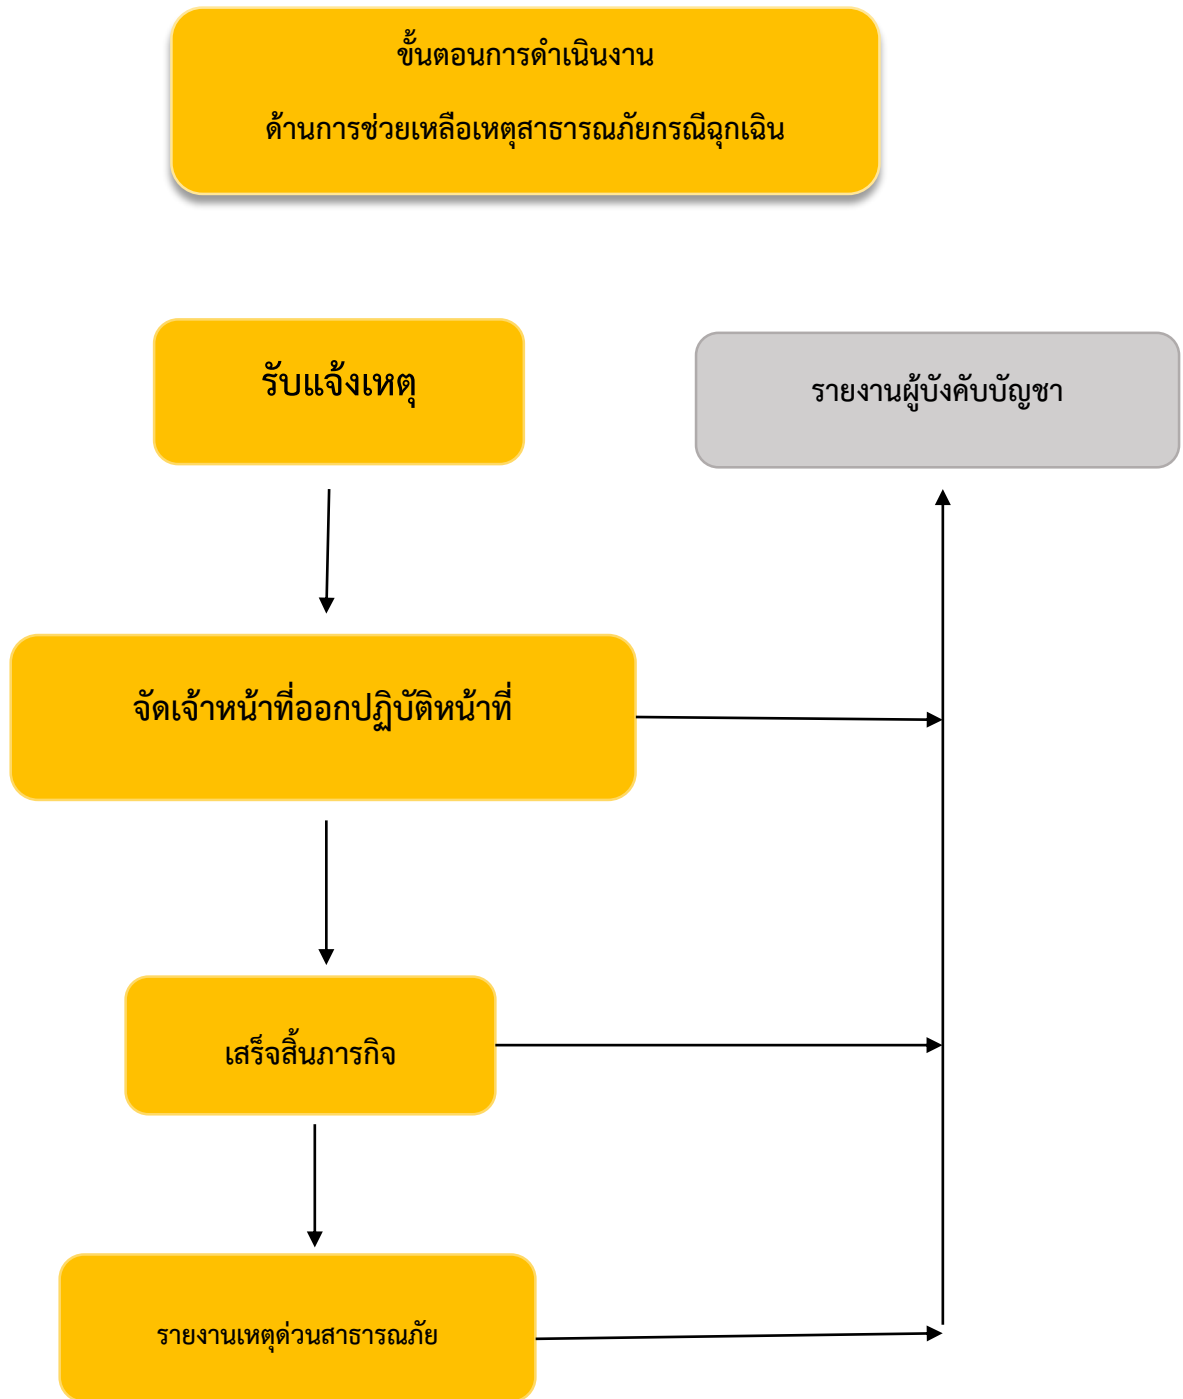 ขั้นตอนการดำเนินงาน
ด้านการช่วยเหลือเหตุสาธารณภัยกรณีฉุกเฉิน
รับแจ้งเหตุ
รายงานผู้บังคับบัญชา
จัดเจ้าหน้าที่ออกปฏิบัติหน้าที่
เสร็จสิ้นภารกิจ
รายงานเหตุด่วนสาธารณภัย